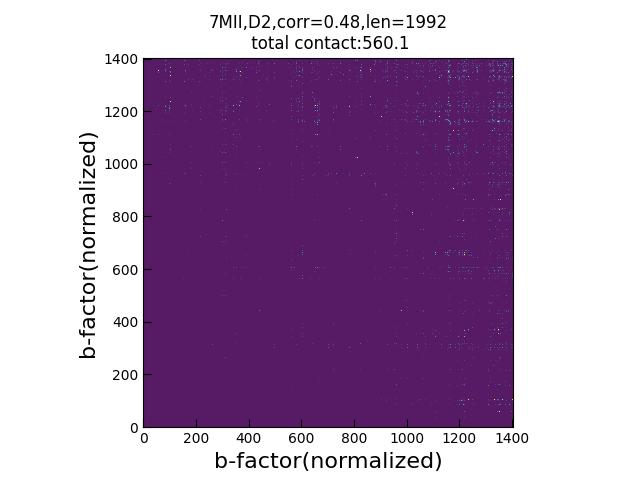 7MII,D2,corr=0.48,len=1992
total contact:560.1
1400
1200
1000
800
600
400
200
0
b-factor(normalized)
0 200 400 600 800 1000 1200 1400
b-factor(normalized)